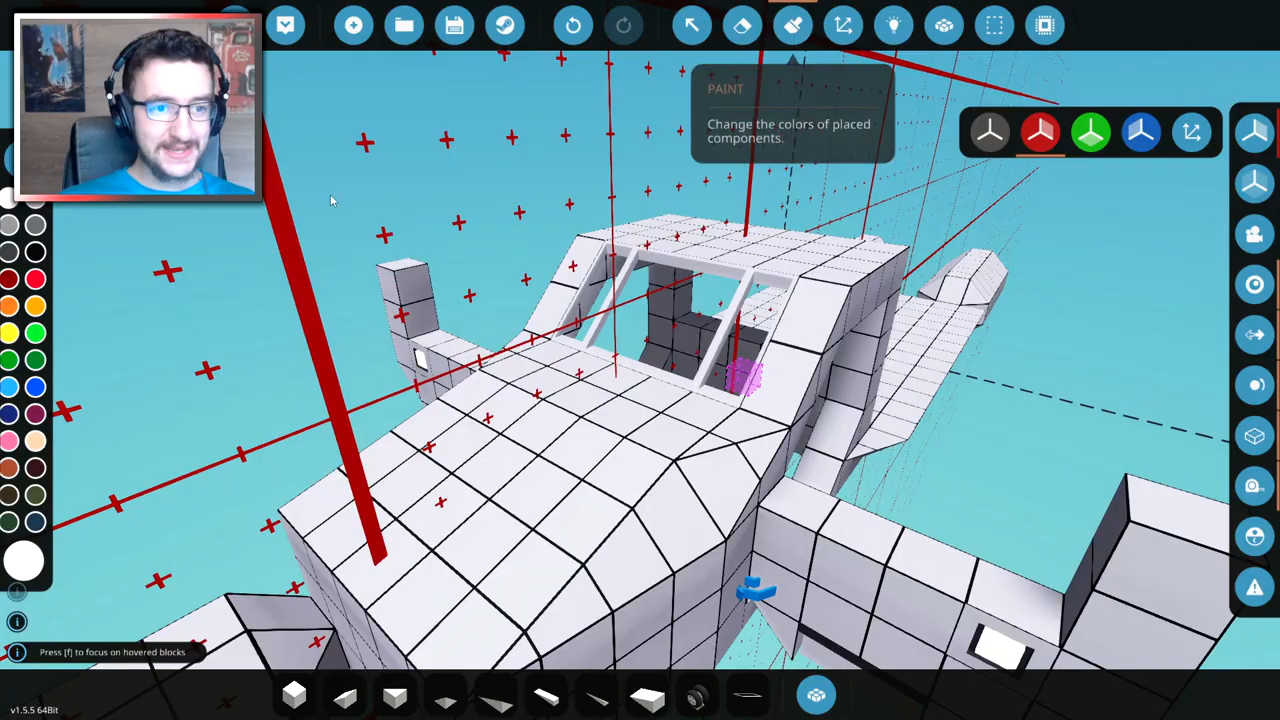 PAINT
Change the colors of placed
components.
Press [f] to focus on hovered blocks
v1.5.5 64Bit